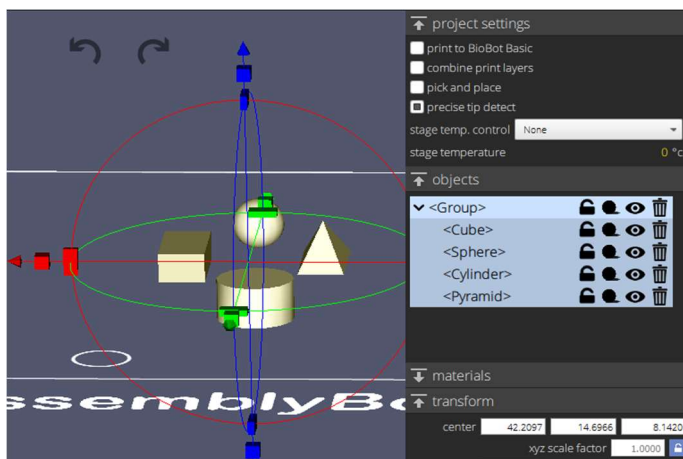 project settings
print to BioBot Basic
combine print layers
pick and place
precise tip detect
stage temp. control None
stage temperature 0 °c
objects
<Group>
<Cube>
<Sphere>
<Cylinder>
<Pyramid>
materials
ssemblyBo
transform
center 42.2097 14.6966 8.1420
xyz scale factor 1.0000